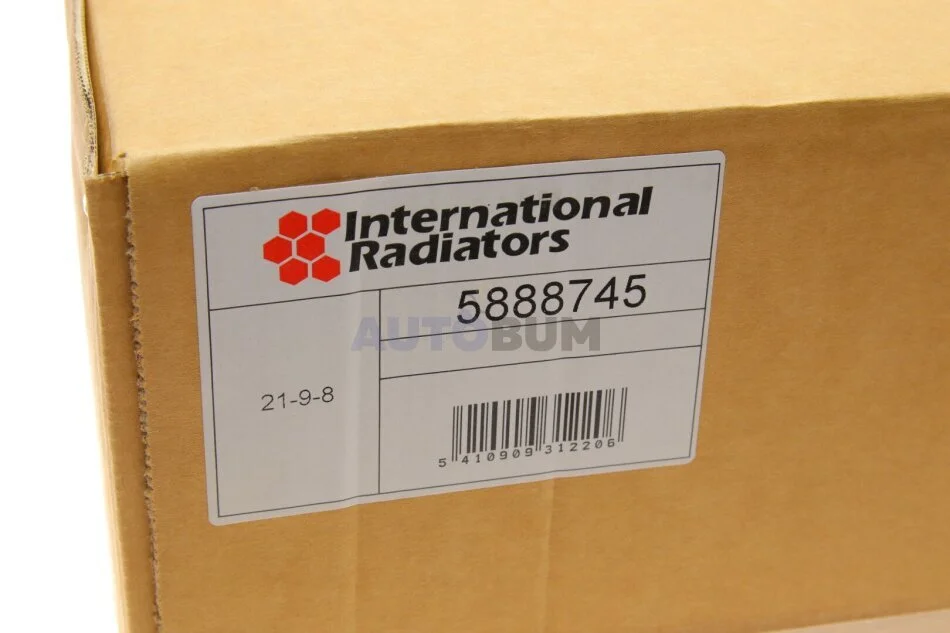 International
Radiators
5888745
AUTOBUM
21-9-8
5 410909 312206